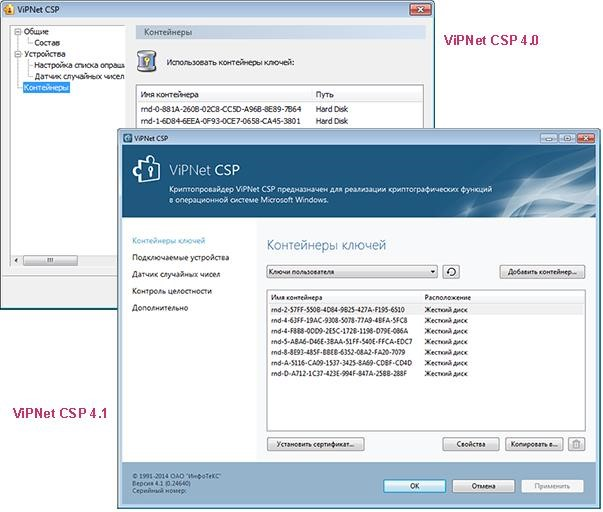 ViPNet CSP
Общие
Состав
Устройства
Настройка списка опраши
Датчик случайных чисел
Контейнеры
Контейнеры
Использовать контейнеры ключей:
Имя контейнера Путь
rnd-0-881A-260B-02C8-CC5D-A96B-8E89-7B64 Hard Disk
rnd-1-6D84-6EEA-0F93-0CE7-0658-CA45-3801 Hard Disk
ViPNet CSP 4.0
ViPNet CSP
ViPNet CSP
Криптопровайдер ViPNet CSP предназначен для реализации криптографических функций
в операционной системе Microsoft Windows.
Контейнеры ключей
Подключаемые устройства
Датчик случайных чисел
Контроль целостности
Дополнительно
Контейнеры ключей
Ключи пользователя Добавить контейнер...
Имя контейнера Расположение
rnd-2-57FF-550B-4D84-9B25-427A-F195-6510 Жесткий диск
rnd-4-63FF-19AC-9308-5078-77A9-4BFA-5FC8 Жесткий диск
rnd-4-F8B8-0DD9-2E5C-172B-1198-D79E-086A Жесткий диск
rnd-5-ABA6-D46E-3BAA-51FF-540E-FFCA-EDC7 Жесткий диск
rnd-8-8E93-485F-BBEB-6352-08A2-FA20-7079 Жесткий диск
rnd-A-5116-CA09-1537-3425-8A69-CDBF-CD4D Жесткий диск
rnd-D-A712-1C37-423E-994F-847A-25BB-288F Жесткий диск
Установить сертификат... Свойства Копировать в...
ViPNet CSP 4.1
© 1991-2014 ОАО "ИнфоТеКС"
Версия 4.1 (0.24640)
Серийный номер:
OK Отмена Применить